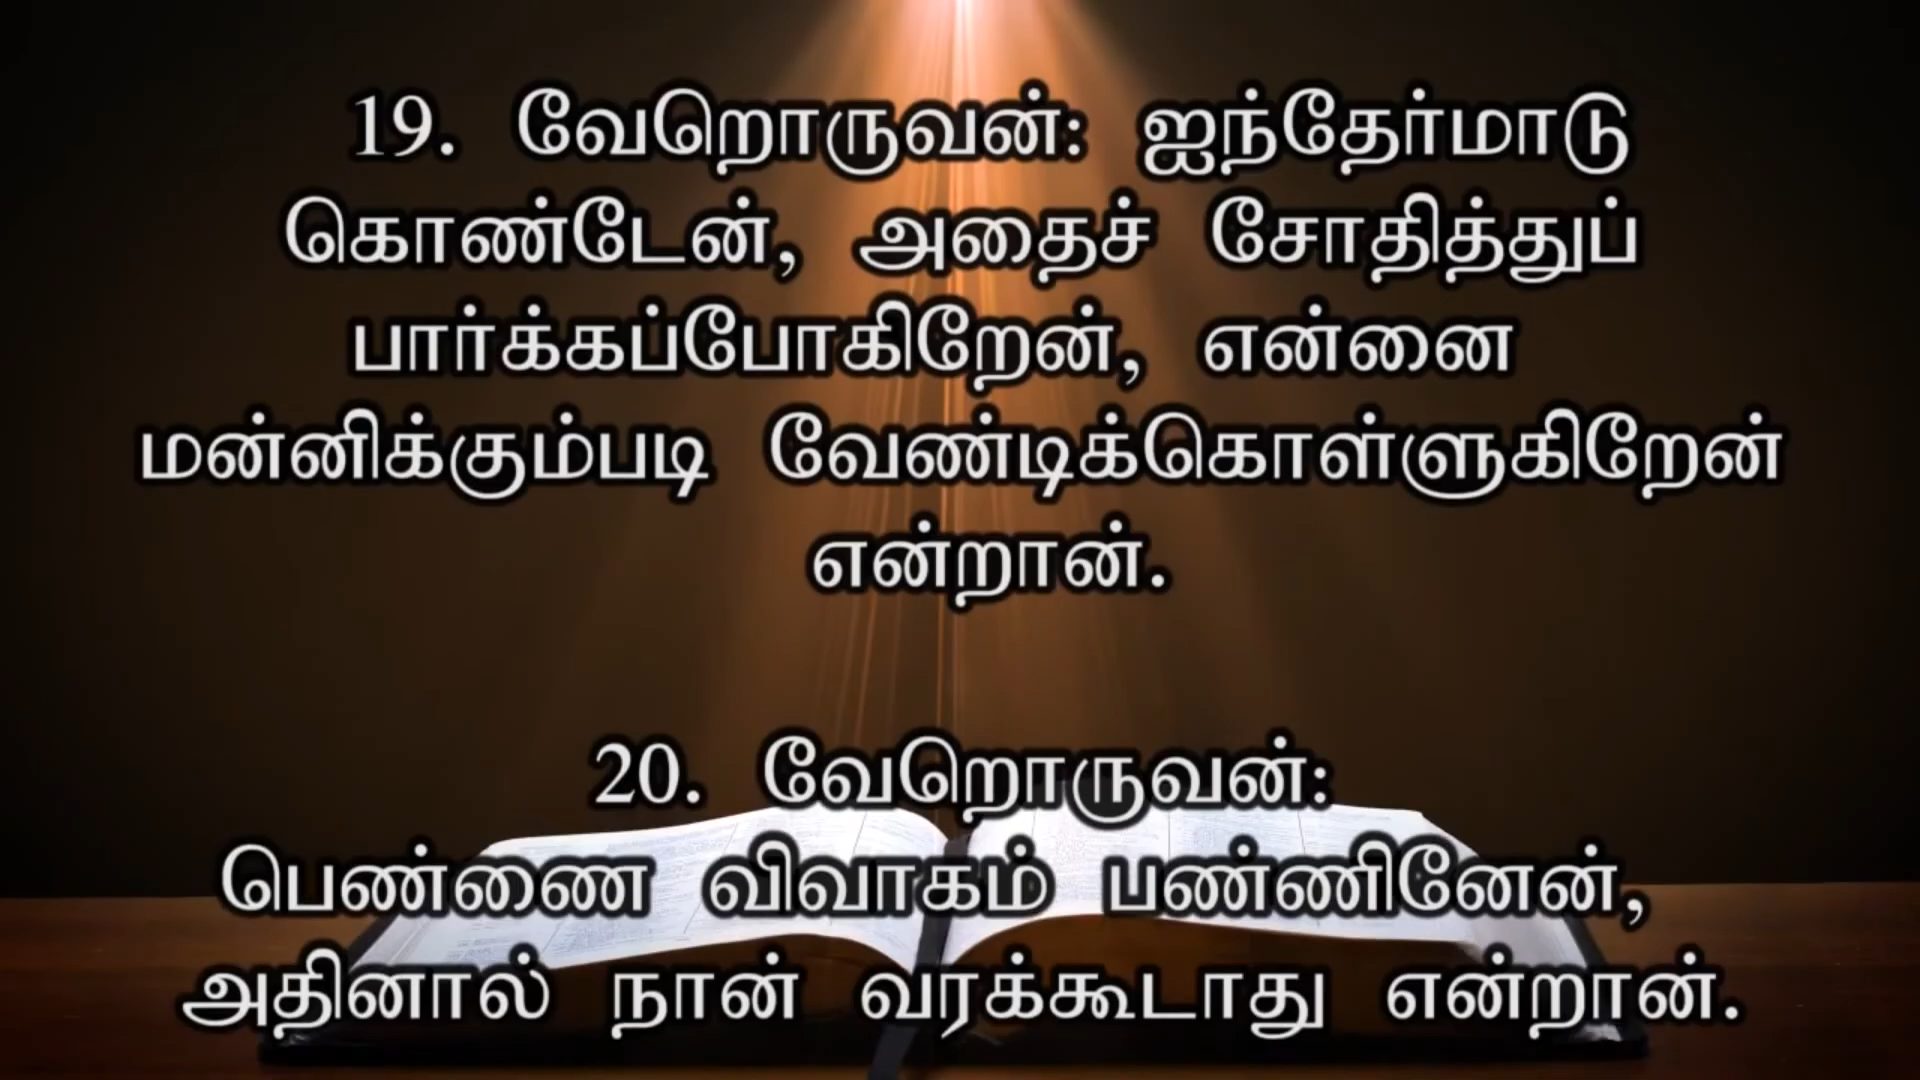 19. வேறொருவன்: ஐந்தேர்மாடு
கொண்டேன், அதைச் சோதித்துப்
பார்க்கப்போகிறேன், என்னை
மன்னிக்கும்படி வேண்டிக்கொள்ளுகிறேன்
என்றான்.
20. வேறொருவன்:
பெண்ணை விவாகம் பண்ணினேன்,
அதினால் நான் வரக்கூடாது என்றான்.